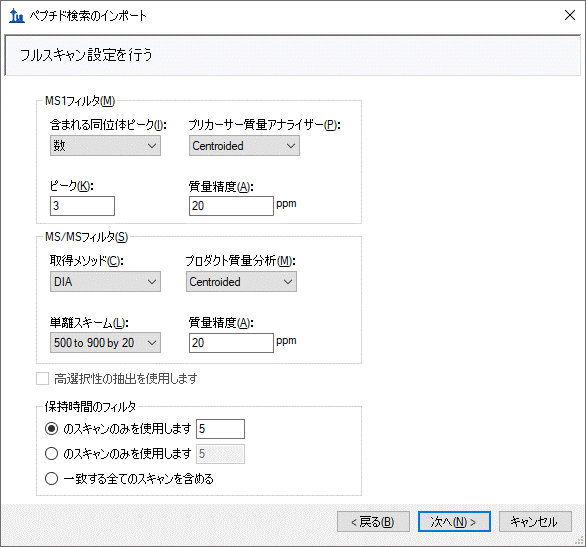 ペプチド検索のインポート
フルスキャン設定を行う
MS1フィルタ(M)
含まれる同位体ピーク(I): プリカーサー質量アナライザー(P):
数 Centroided
ピーク(K): 質量精度(A):
3 20 ppm
MS/MSフィルタ(S)
取得メソッド(C): プロダクト質量分析(M):
DIA Centroided
単離スキーム(L): 質量精度(A):
500 to 900 by 20 20 ppm
高選択性の抽出を使用します
保持時間のフィルタ
のスキャンのみを使用します 5
のスキャンのみを使用します 5
一致する全てのスキャンを含める
< 戻る(B) 次へ(N) > キャンセル